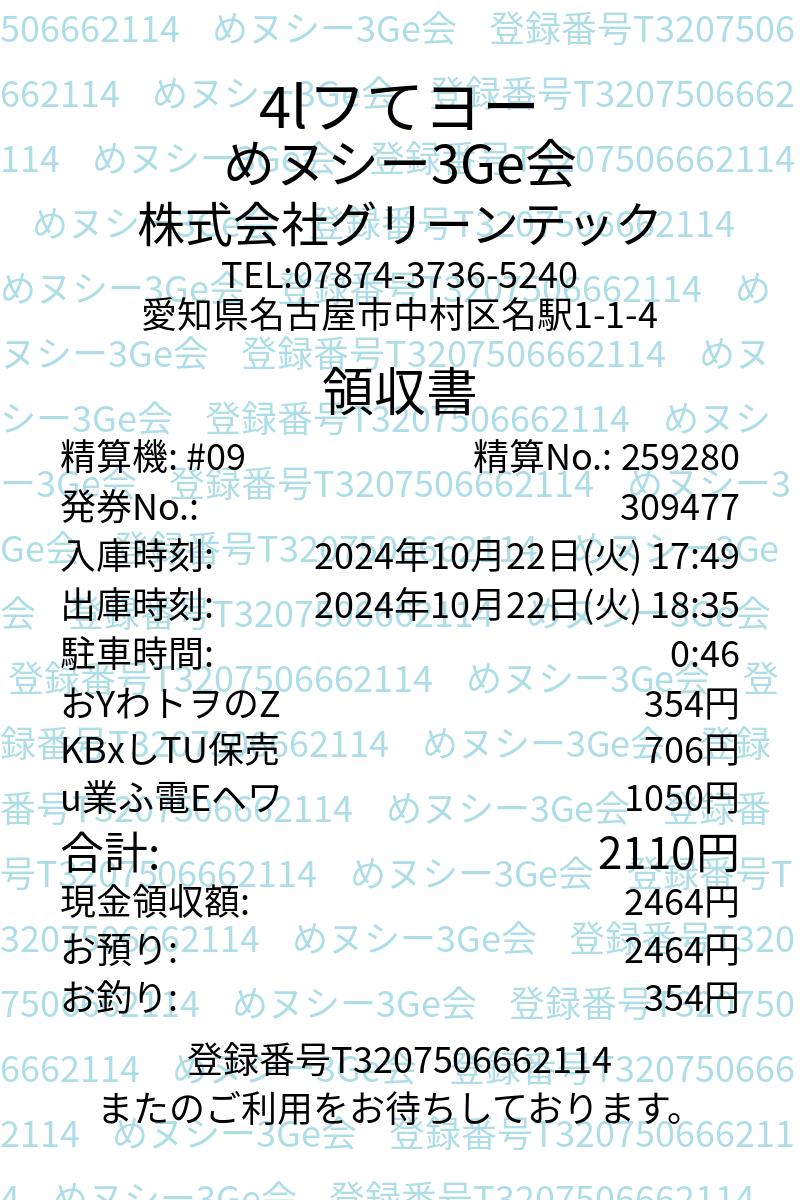 4lフてヨー
めヌシー3Ge会
株式会社グリーンテック
TEL:07874-3736-5240
愛知県名古屋市中村区名駅1-1-4
領収書
精算機: #09 精算No.: 259280
発券No.: 309477
入庫時刻: 2024年10月22日(火) 17:49
出庫時刻: 2024年10月22日(火) 18:35
駐車時間: 0:46
おYわトヲのZ 354円
KBxしTU保売 706円
u業ふ電Eヘワ 1050円
合計: 2110円
現金領収額: 2464円
お預り: 2464円
お釣り: 354円
登録番号T3207506662114
またのご利用をお待ちしております。